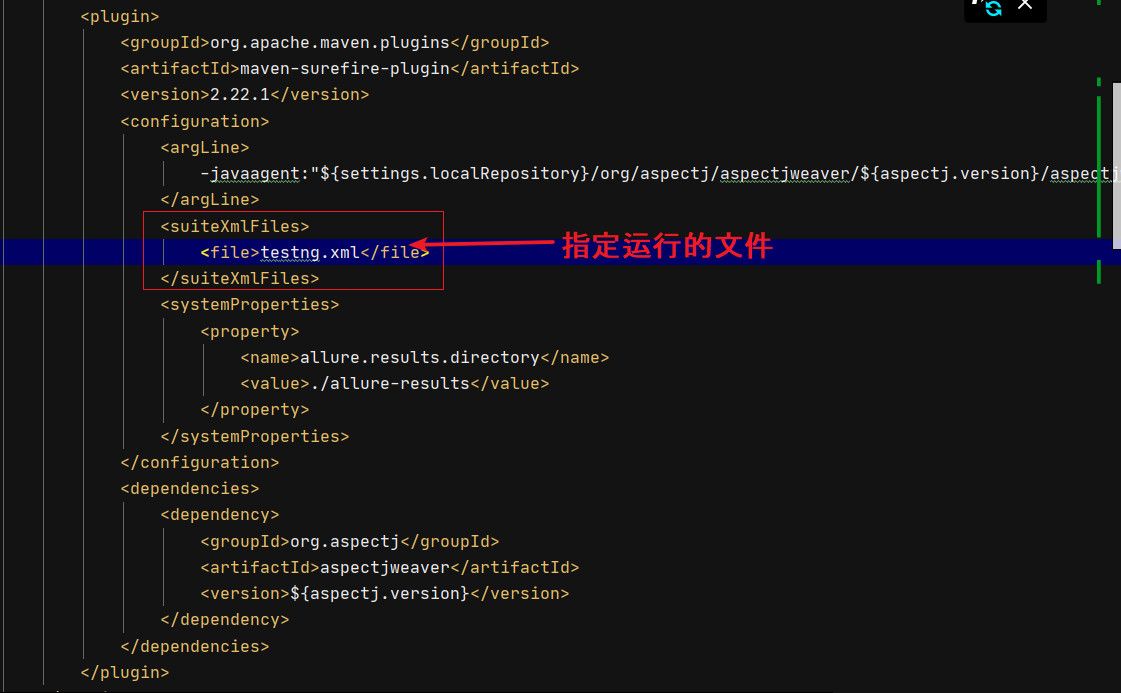 <plugin>
<groupId>org.apache.maven.plugins</groupId>
<artifactId>maven-surefire-plugin</artifactId>
<version>2.22.1</version>
<configuration>
<argLine>
-javaagent:"${settings.localRepository}/org/aspectj/aspectjweaver/${aspectj.version}/aspectj
</argLine>
<suiteXmlFiles>
<file>testng.xml</file> 指定运行的文件
</suiteXmlFiles>
<systemProperties>
<property>
<name>allure.results.directory</name>
<value>./allure-results</value>
</property>
</systemProperties>
</configuration>
<dependencies>
<dependency>
<groupId>org.aspectj</groupId>
<artifactId>aspectjweaver</artifactId>
<version>${aspectj.version}</version>
</dependency>
</dependencies>
</plugin>